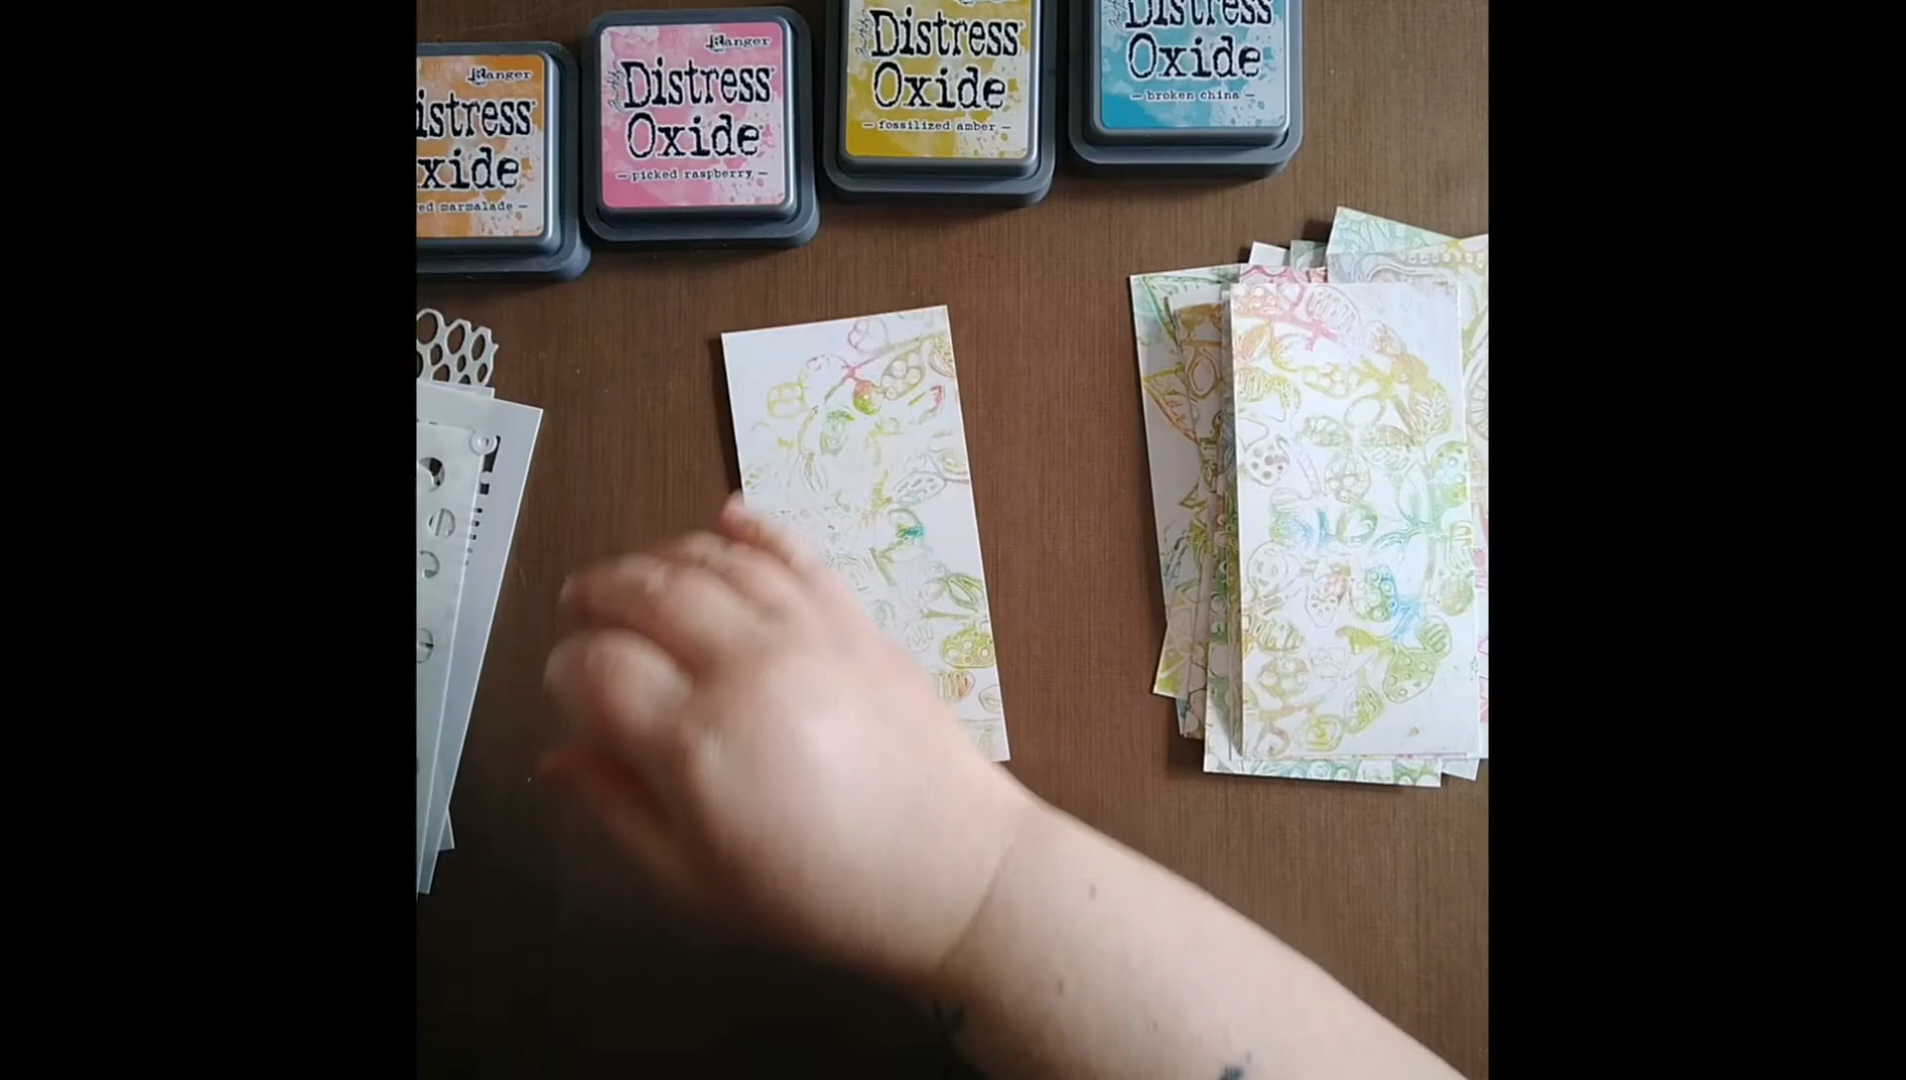 Ranger
istress
xide
ed marmalade —
Ranger
Distress
Oxide
— picked raspberry —
Distress
Oxide
— fossilized amber —
Distress
Oxide
— broken china —